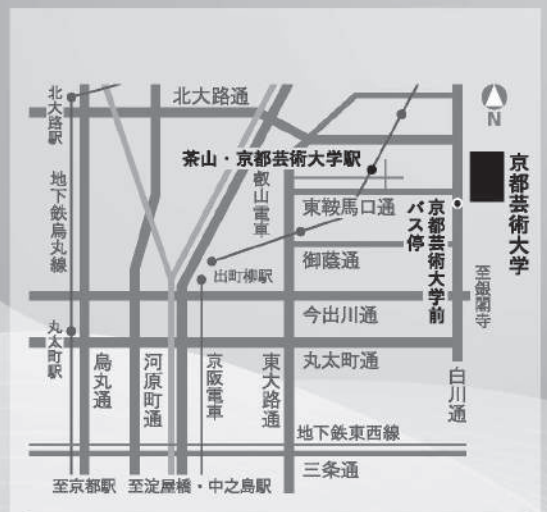 北大路駅
北大路通
N
茶山・京都芸術大学駅
京都芸術大学
地下鉄烏丸線
叡山電車
東鞍馬口通
京都芸術大学前
バス停
御蔭通
出町柳駅
至銀閣寺
今出川通
丸太町駅
丸太町通
烏丸通
河原町通
京阪電車
東大路通
白川通
地下鉄東西線
三条通
至京都駅
至淀屋橋・中之島駅